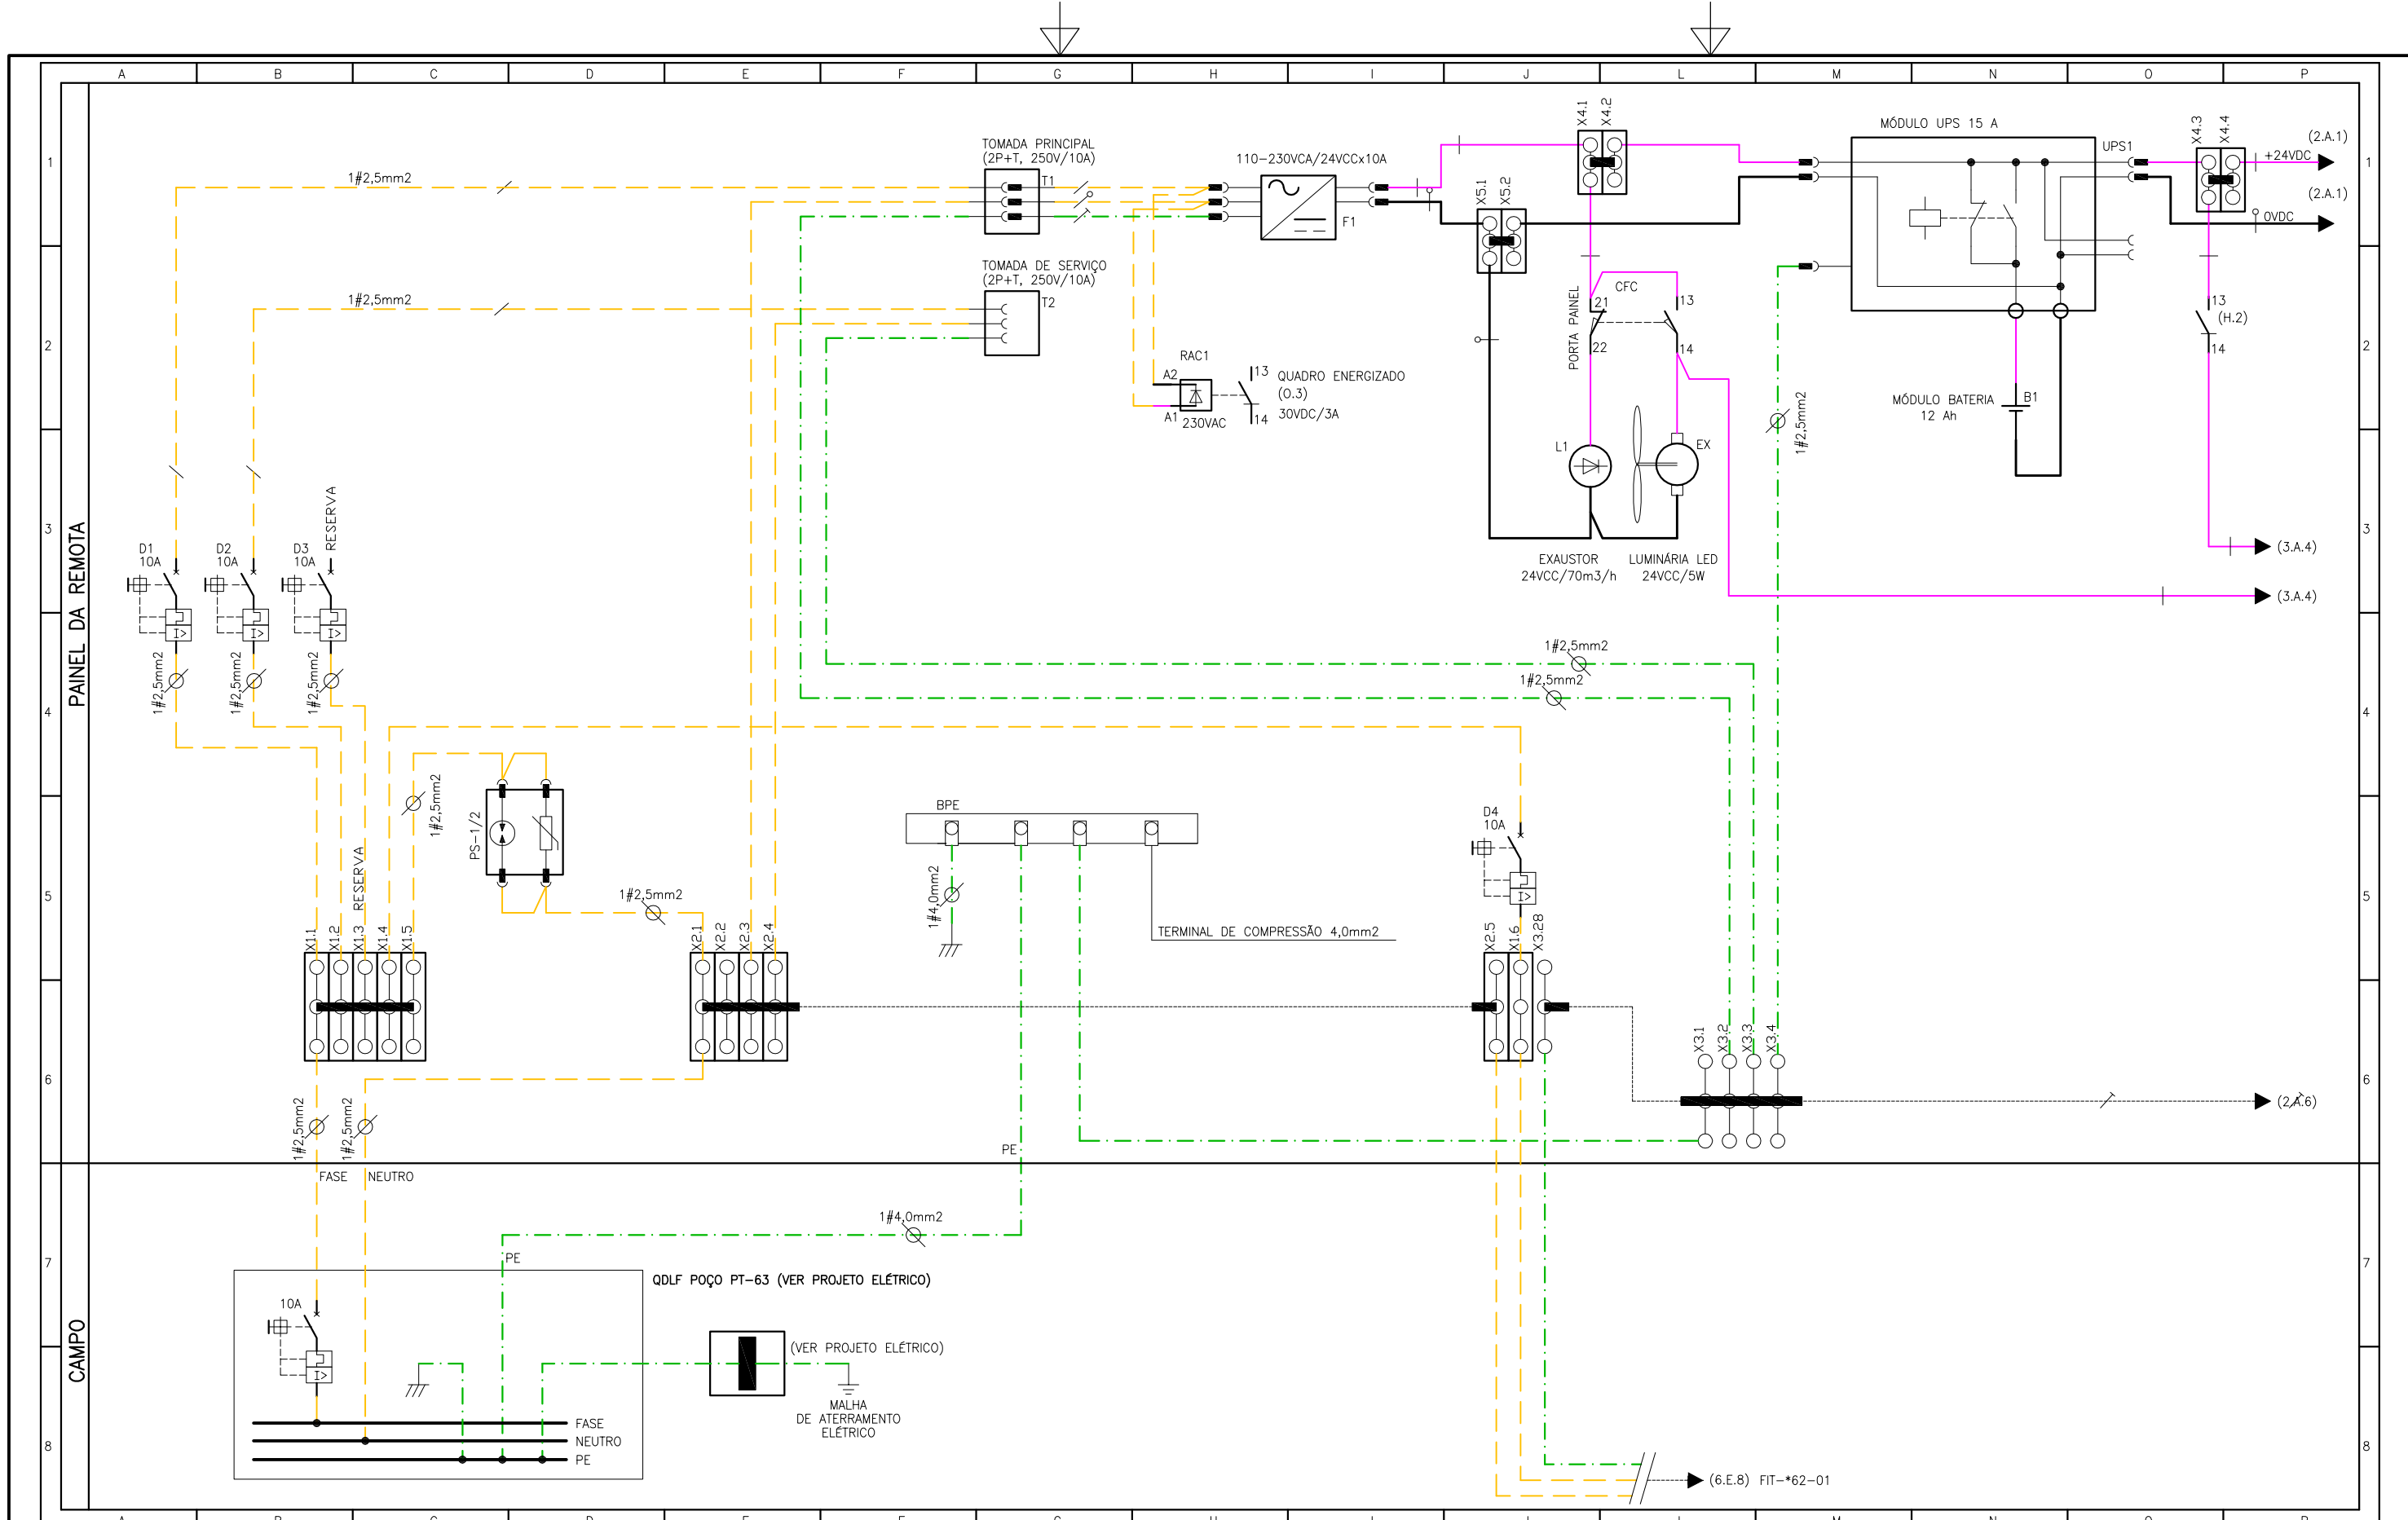 A B C D E F G H I J L M N O P
1
2
3
4
5
6
7
8
PAINEL DA REMOTA
CAMPO
1#2,5mm2
1#2,5mm2
TOMADA PRINCIPAL
(2P+T, 250V/10A)
T1
TOMADA DE SERVIÇO
(2P+T, 250V/10A)
T2
110-230VCA/24VCCx10A
F1
RAC1
A2
A1
230VAC
13
14
QUADRO ENERGIZADO
(O.3)
30VDC/3A
X5.1
X5.2
X4.1
X4.2
CFC
PORTA PAINEL
21
22
13
14
L1
EX
EXAUSTOR
24VCC/70m3/h
LUMINÁRIA LED
24VCC/5W
MÓDULO UPS 15 A
UPS1
MÓDULO BATERIA
12 Ah
B1
1#2,5mm2
X4.3
X4.4
(2.A.1)
+24VDC
(2.A.1)
0VDC
13
(H.2)
14
(3.A.4)
(3.A.4)
D1
10A
D2
10A
D3
10A
RESERVA
I>
I>
I>
1#2,5mm2
1#2,5mm2
1#2,5mm2
1#2,5mm2
1#2,5mm2
1#2,5mm2
PS-1/2
1#2,5mm2
RESERVA
X1.1
X1.2
X1.3
X1.4
X1.5
X2.1
X2.2
X2.3
X2.4
BPE
1#4,0mm2
TERMINAL DE COMPRESSÃO 4,0mm2
D4
10A
I>
X2.5
X1.6
X3.28
X3.1
X3.2
X3.3
X3.4
(2.A.6)
1#2,5mm2
1#2,5mm2
PE
FASE
NEUTRO
1#4,0mm2
PE
QDLF POÇO PT-63 (VER PROJETO ELÉTRICO)
10A
I>
(VER PROJETO ELÉTRICO)
MALHA
DE ATERRAMENTO
ELÉTRICO
FASE
NEUTRO
PE
(6.E.8) FIT-*62-01
1
2
3
4
5
6
7
8